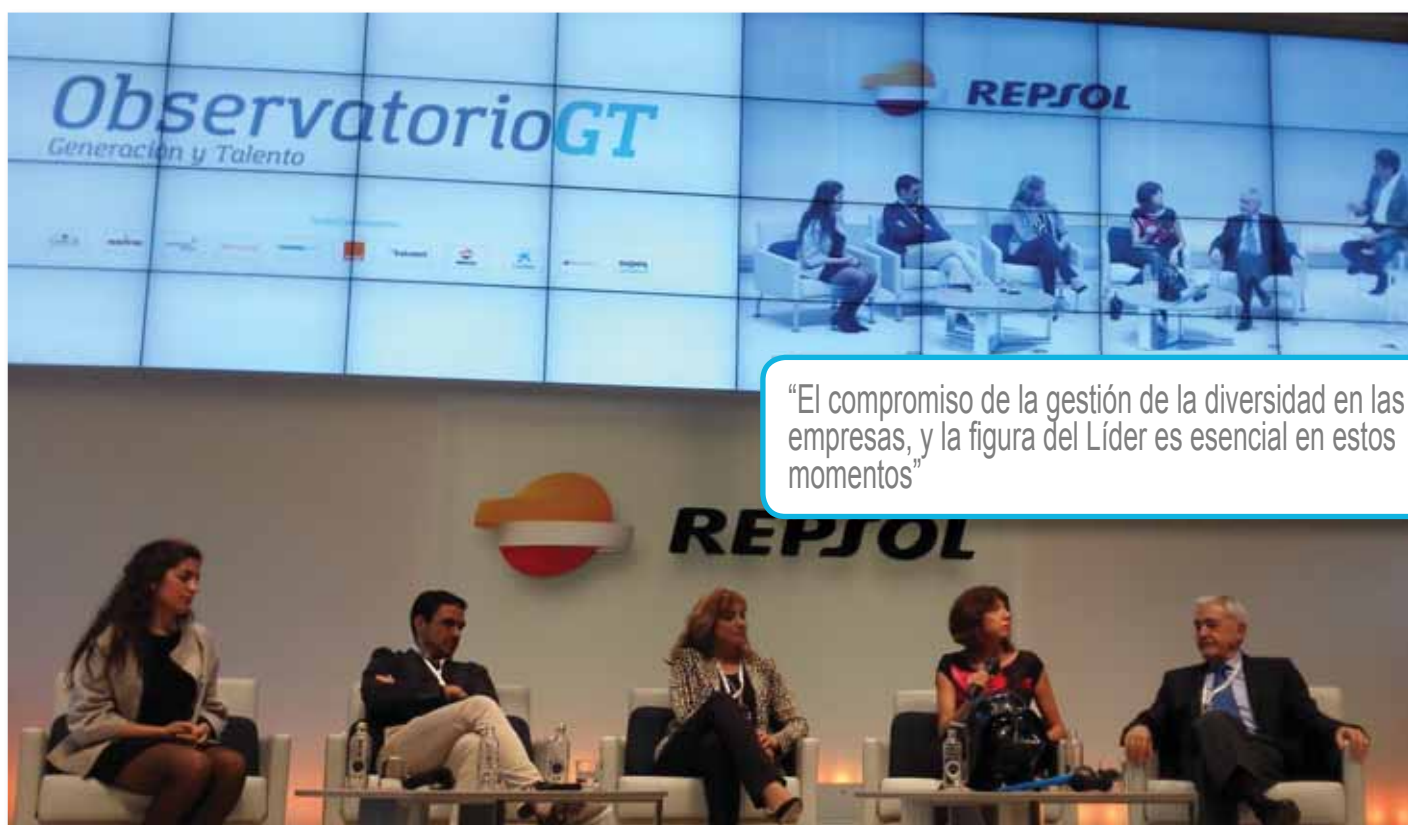 ObservatorioGT
Generación y Talento
REPSOL
“El compromiso de la gestión de la diversidad en las
empresas, y la figura del Líder es esencial en estos
momentos”
REPSOL